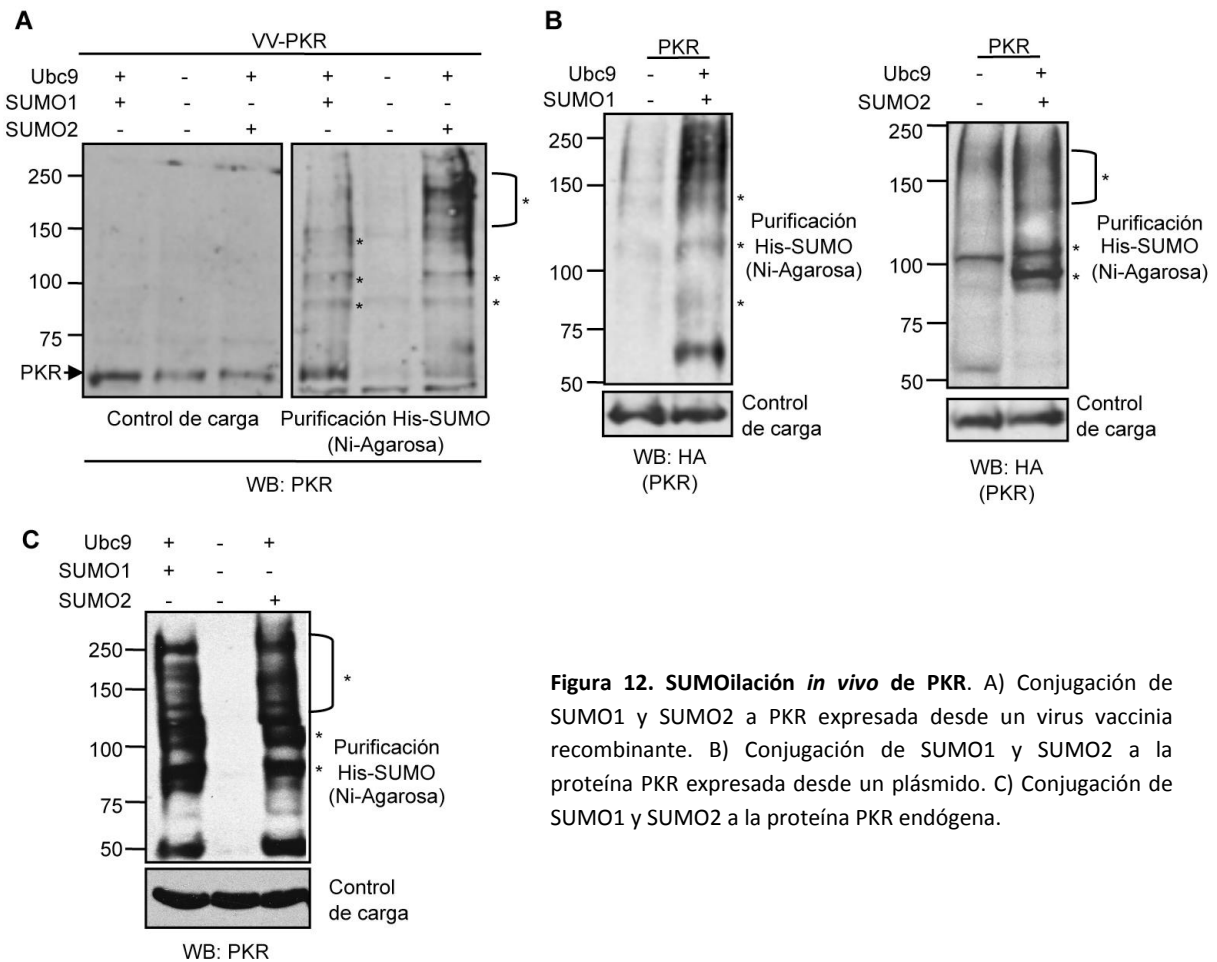 A
VV-PKR
Ubc9 + - + + - +
SUMO1 + - - + - -
SUMO2 - - + - - +
250
150
100
75
PKR
*
*
*
*
*
*
Control de carga
Purificación His-SUMO
(Ni-Agarosa)
WB: PKR
B
PKR
Ubc9 - +
SUMO1 - +
250
150
100
75
50
*
*
*
Purificación
His-SUMO
(Ni-Agarosa)
Control
de carga
WB: HA
(PKR)
PKR
Ubc9 - +
SUMO2 - +
250
150
100
75
50
*
*
*
Purificación
His-SUMO
(Ni-Agarosa)
Control
de carga
WB: HA
(PKR)
C
Ubc9 + - +
SUMO1 + - -
SUMO2 - - +
250
150
100
75
50
*
*
*
Purificación
His-SUMO
(Ni-Agarosa)
Control
de carga
WB: PKR
Figura 12. SUMOilación in vivo de PKR. A) Conjugación de
SUMO1 y SUMO2 a PKR expresada desde un virus vaccinia
recombinante. B) Conjugación de SUMO1 y SUMO2 a la
proteína PKR expresada desde un plásmido. C) Conjugación de
SUMO1 y SUMO2 a la proteína PKR endógena.